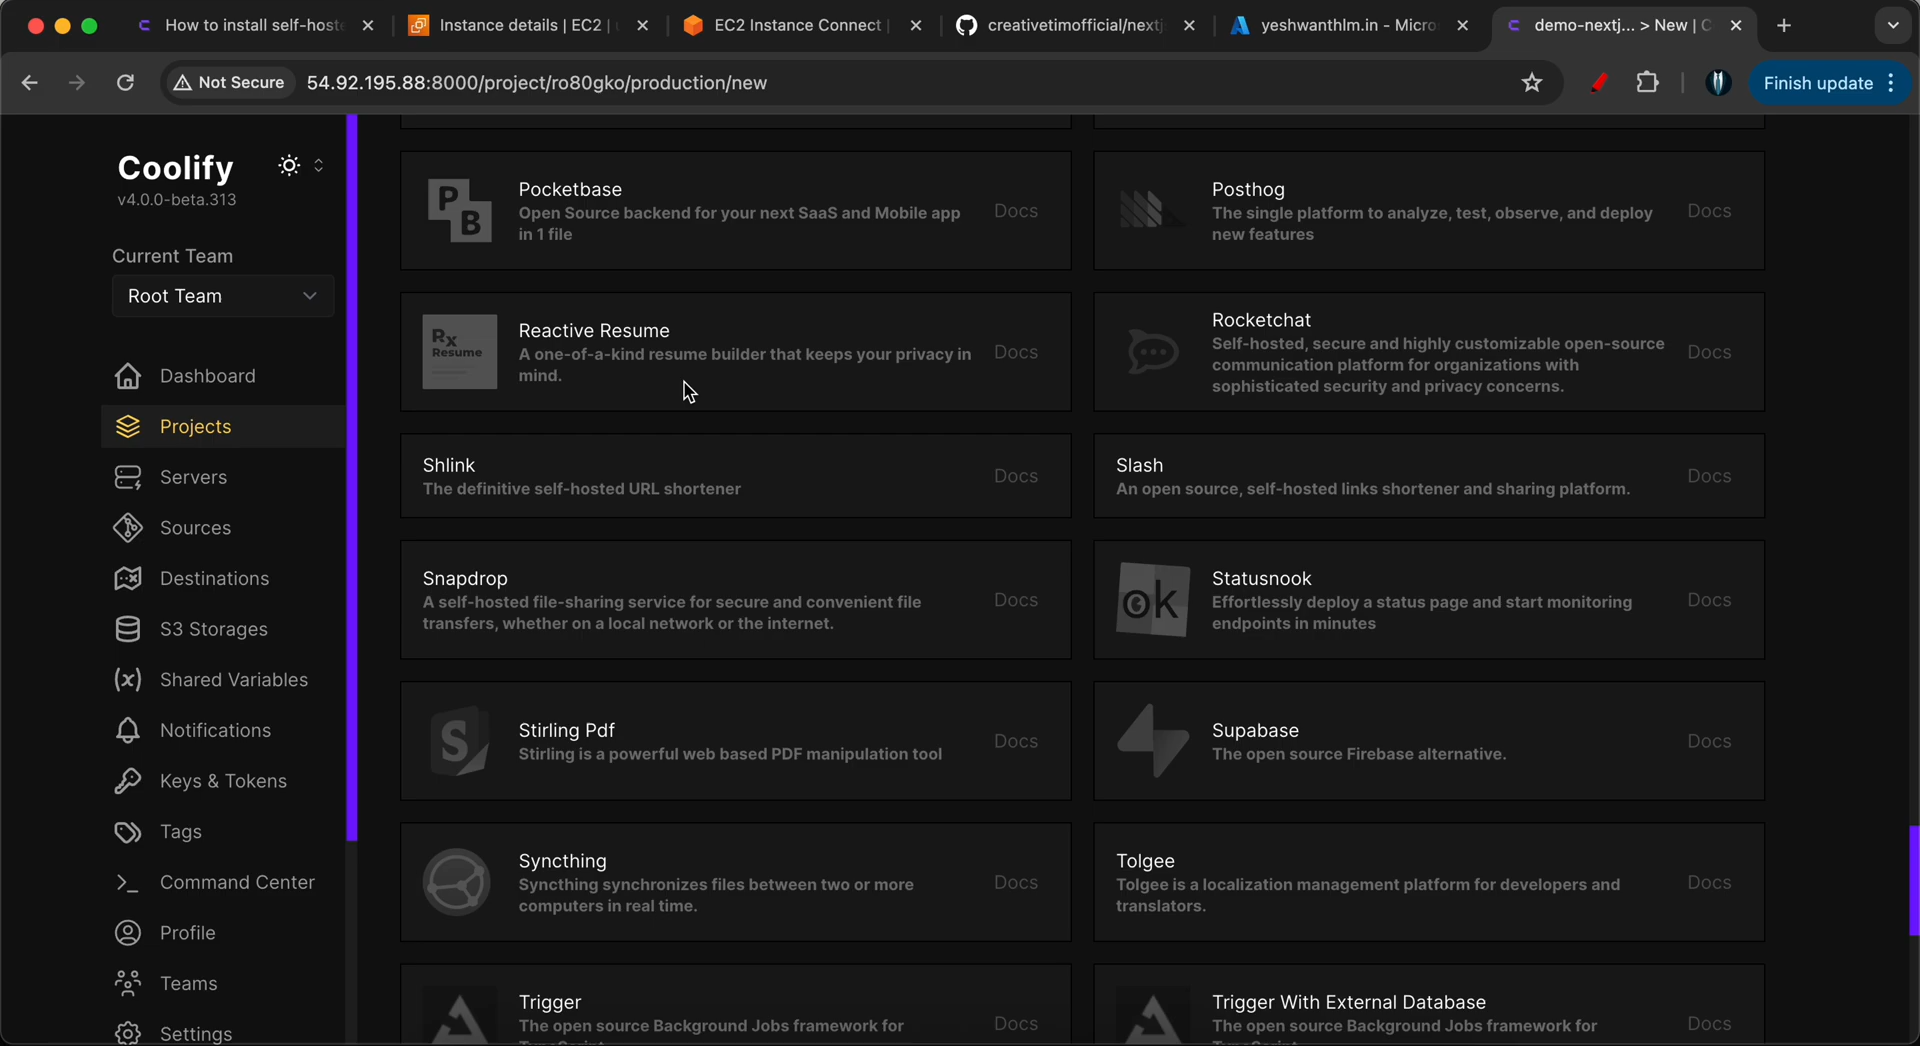 How to install self-hoste
Instance details | EC2 |
EC2 Instance Connect
creativetimofficial/nextj
yeshwanthlm.in - Micro
demo-nextj... > New | C
Not Secure
54.92.195.88:8000/project/ro80gko/production/new
Finish update
Coolify
v4.0.0-beta.313
Current Team
Root Team
Dashboard
Projects
Servers
Sources
Destinations
S3 Storages
Shared Variables
Notifications
Keys & Tokens
Tags
Command Center
Profile
Teams
Settings
PB
Pocketbase
Open Source backend for your next SaaS and Mobile app
in 1 file
Docs
Posthog
The single platform to analyze, test, observe, and deploy
new features
Docs
Rx
Resume
Reactive Resume
A one-of-a-kind resume builder that keeps your privacy in
mind.
Docs
Rocketchat
Self-hosted, secure and highly customizable open-source
communication platform for organizations with
sophisticated security and privacy concerns.
Docs
Shlink
The definitive self-hosted URL shortener
Docs
Slash
An open source, self-hosted links shortener and sharing platform.
Docs
Snapdrop
A self-hosted file-sharing service for secure and convenient file
transfers, whether on a local network or the internet.
Docs
ok
Statusnook
Effortlessly deploy a status page and start monitoring
endpoints in minutes
Docs
S
Stirling Pdf
Stirling is a powerful web based PDF manipulation tool
Docs
Supabase
The open source Firebase alternative.
Docs
Syncthing
Syncthing synchronizes files between two or more
computers in real time.
Docs
Tolgee
Tolgee is a localization management platform for developers and
translators.
Docs
Trigger
The open source Background Jobs framework for
Docs
Trigger With External Database
The open source Background Jobs framework for
Docs